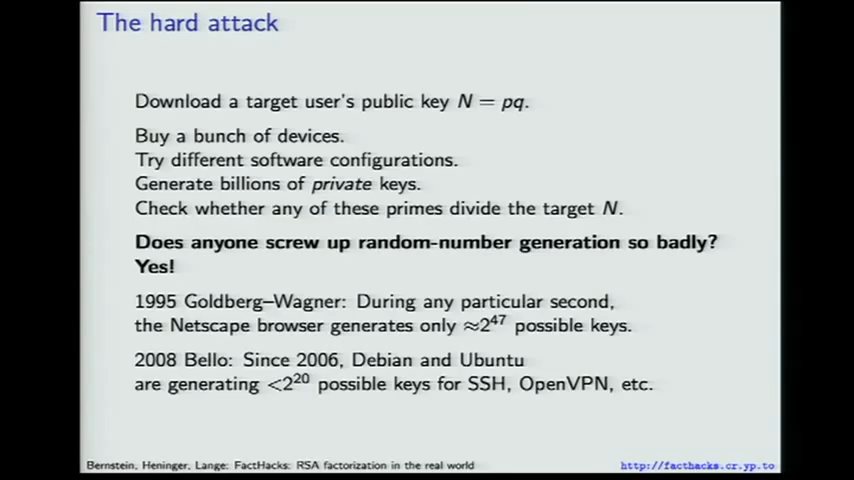 The hard attack
Download a target user's public key N = pq.
Buy a bunch of devices.
Try different software configurations.
Generate billions of private keys.
Check whether any of these primes divide the target N.
Does anyone screw up random-number generation so badly?
Yes!
1995 Goldberg–Wagner: During any particular second,
the Netscape browser generates only ≈2⁴⁷ possible keys.
2008 Bello: Since 2006, Debian and Ubuntu
are generating <2²⁰ possible keys for SSH, OpenVPN, etc.
Bernstein, Heninger, Lange: FactHacks: RSA factorization in the real world
http://facthacks.cr.yp.to